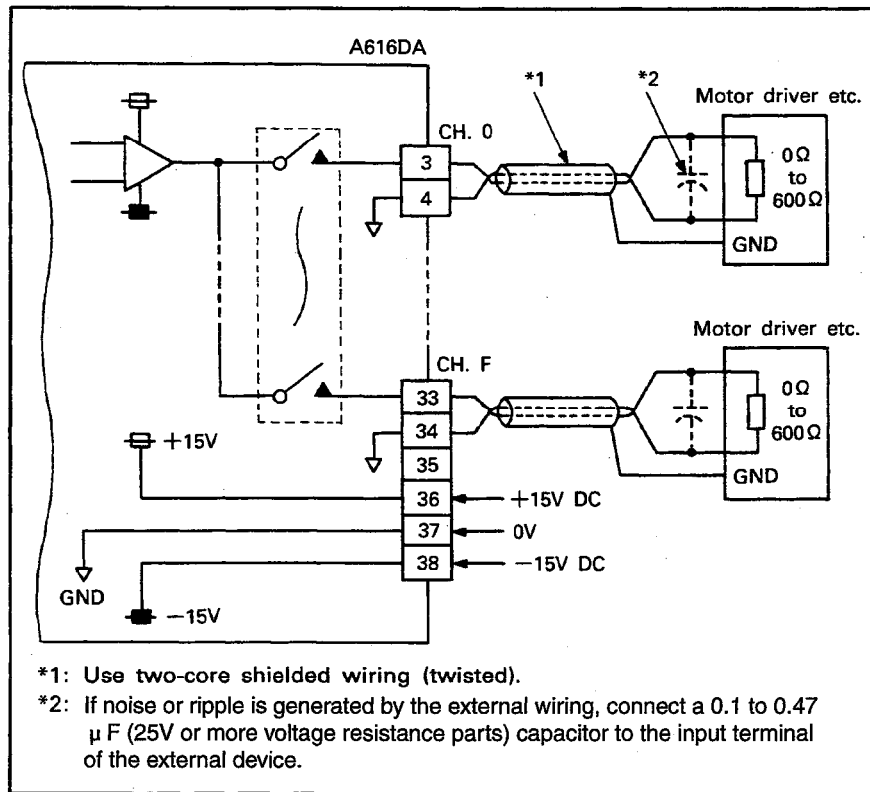 A616DA
*1
*2
Motor driver etc.
CH. 0
3
4
0Ω
to
600Ω
GND
Motor driver etc.
CH. F
33
34
35
36
37
38
0Ω
to
600Ω
GND
+15V
+15V DC
0V
−15V DC
GND
−15V
*1: Use two-core shielded wiring (twisted).
*2: If noise or ripple is generated by the external wiring, connect a 0.1 to 0.47
μ F (25V or more voltage resistance parts) capacitor to the input terminal
of the external device.